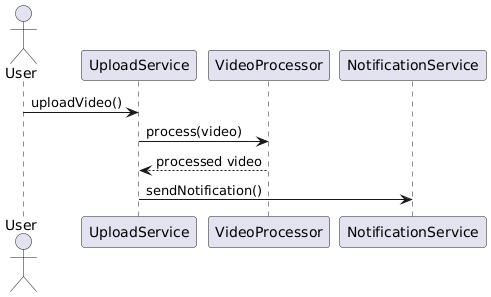 User
UploadService
VideoProcessor
NotificationService
uploadVideo()
process(video)
processed video
sendNotification()
User
UploadService
VideoProcessor
NotificationService